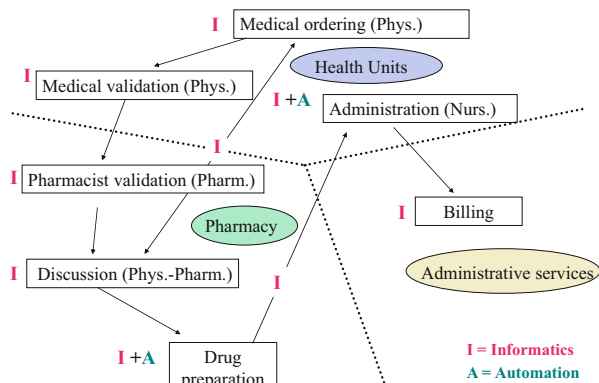 I Medical ordering (Phys.)
Health Units
I Medical validation (Phys.)
I +A Administration (Nurs.)
I
I Pharmacist validation (Pharm.)
I Billing
Pharmacy
I Discussion (Phys.-Pharm.)
I
Administrative services
I +A Drug
preparation
I = Informatics
A = Automation